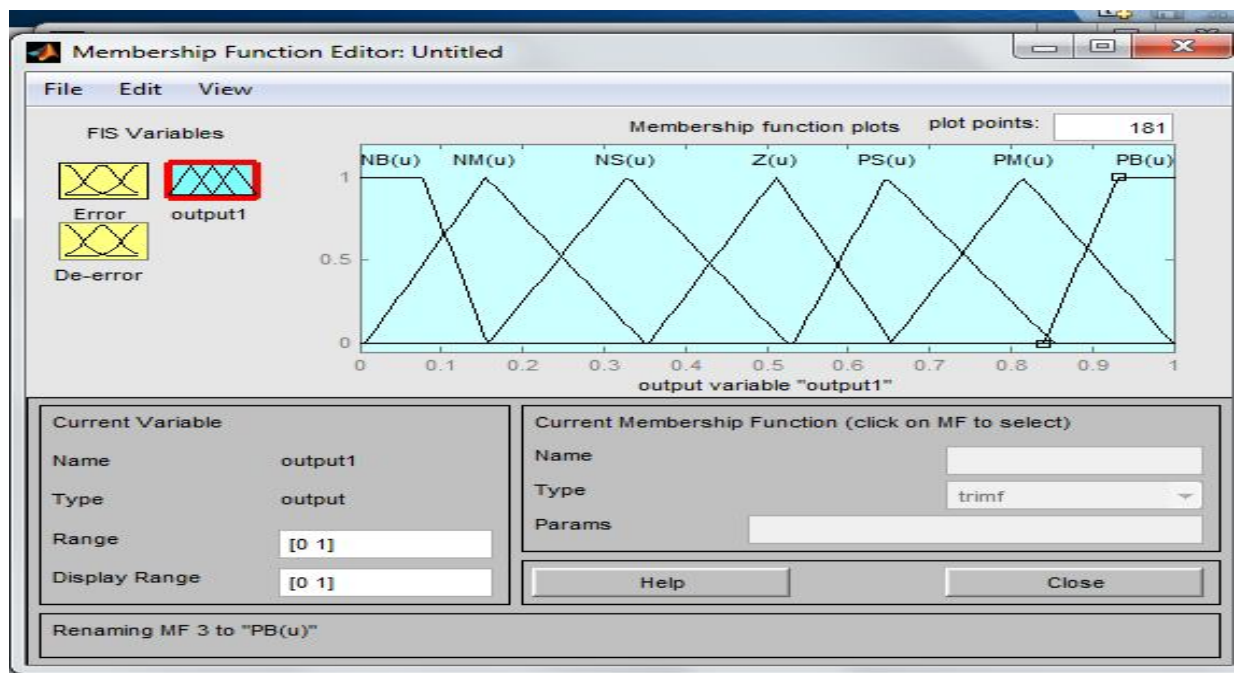 Membership Function Editor: Untitled
File Edit View
FIS Variables
Membership function plots plot points: 181
NB(u) NM(u) NS(u) Z(u) PS(u) PM(u) PB(u)
Error output1
De-error
1
0.5
0
0 0.1 0.2 0.3 0.4 0.5 0.6 0.7 0.8 0.9 1
output variable "output1"
Current Variable
Name output1
Type output
Range [0 1]
Display Range [0 1]
Current Membership Function (click on MF to select)
Name
Type trimf
Params
Help Close
Renaming MF 3 to "PB(u)"